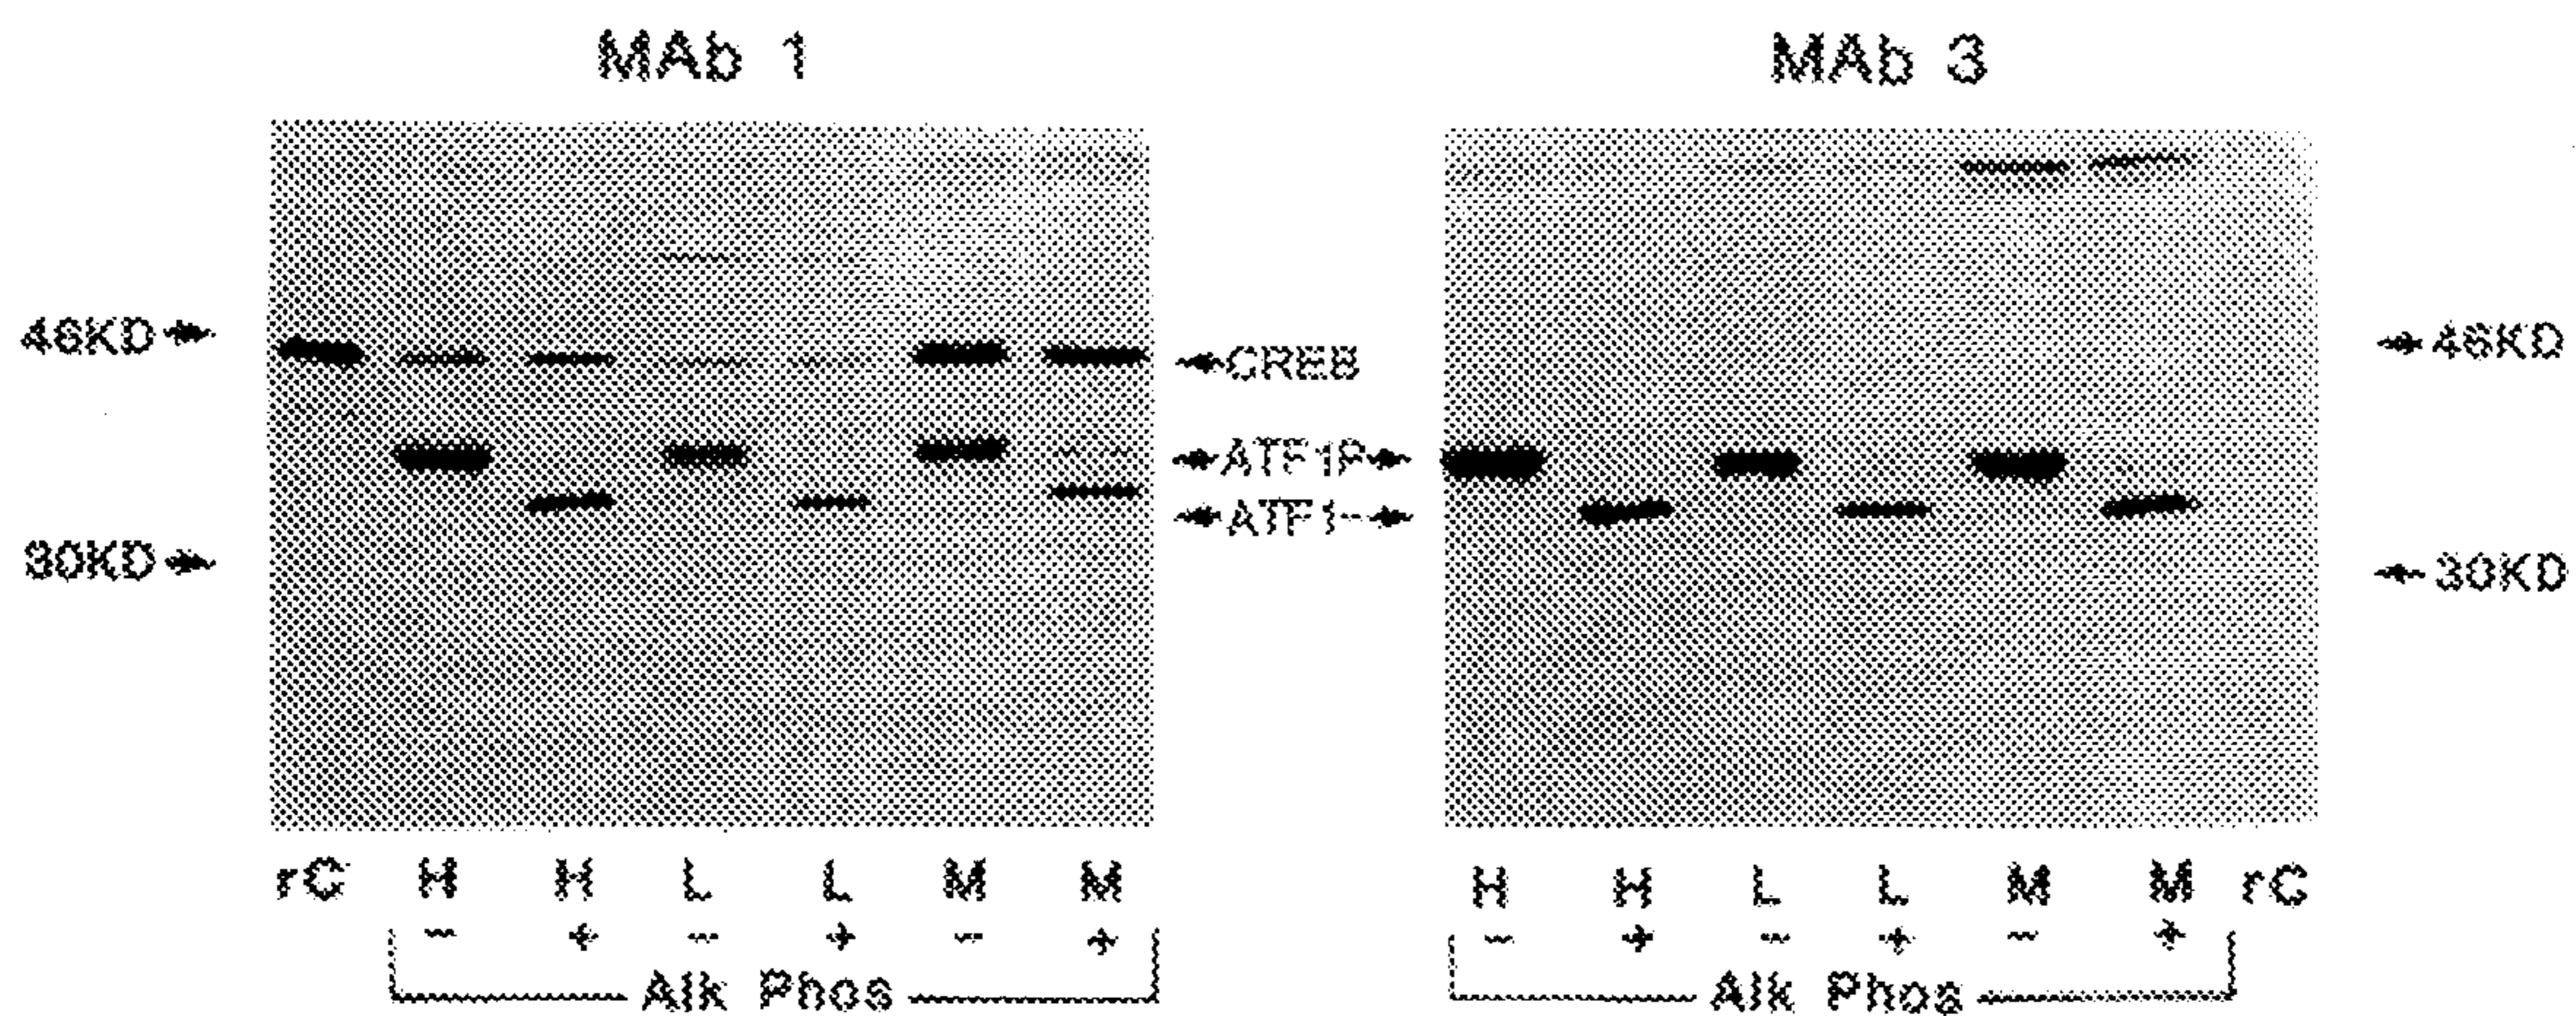 MAb 1 MAb 3
46KD CREB 46KD
ATF1P
ATF1-
30KD 30KD
rC H H L L M M H H L L M M rC
- + - + - + - + - + - +
Alk Phos Alk Phos